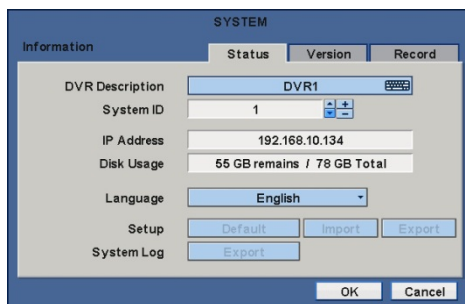 SYSTEM
Information
Status Version Record
DVR Description DVR1
System ID 1
IP Address 192.168.10.134
Disk Usage 55 GB remains / 78 GB Total
Language English
Setup Default Import Export
System Log Export
OK Cancel